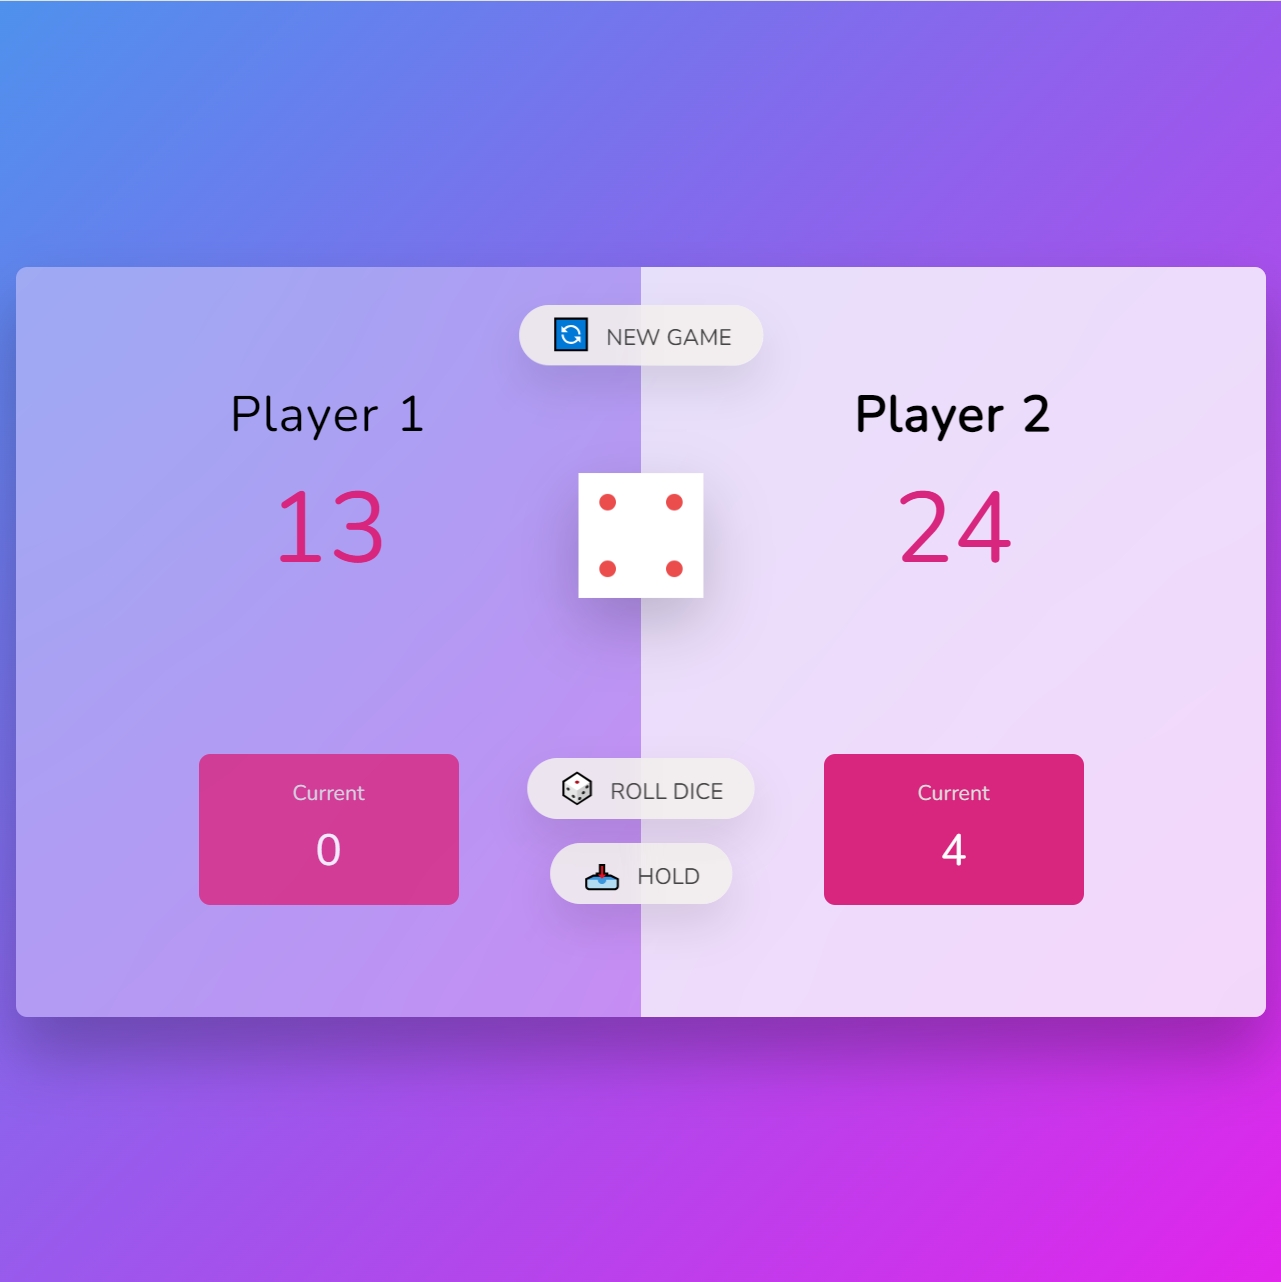 NEW GAME
Player 1
13
Player 2
24
Current
0
ROLL DICE
HOLD
Current
4